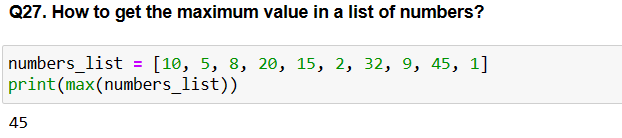 Q27. How to get the maximum value in a list of numbers?
numbers_list = [10, 5, 8, 20, 15, 2, 32, 9, 45, 1]
print(max(numbers_list))
45